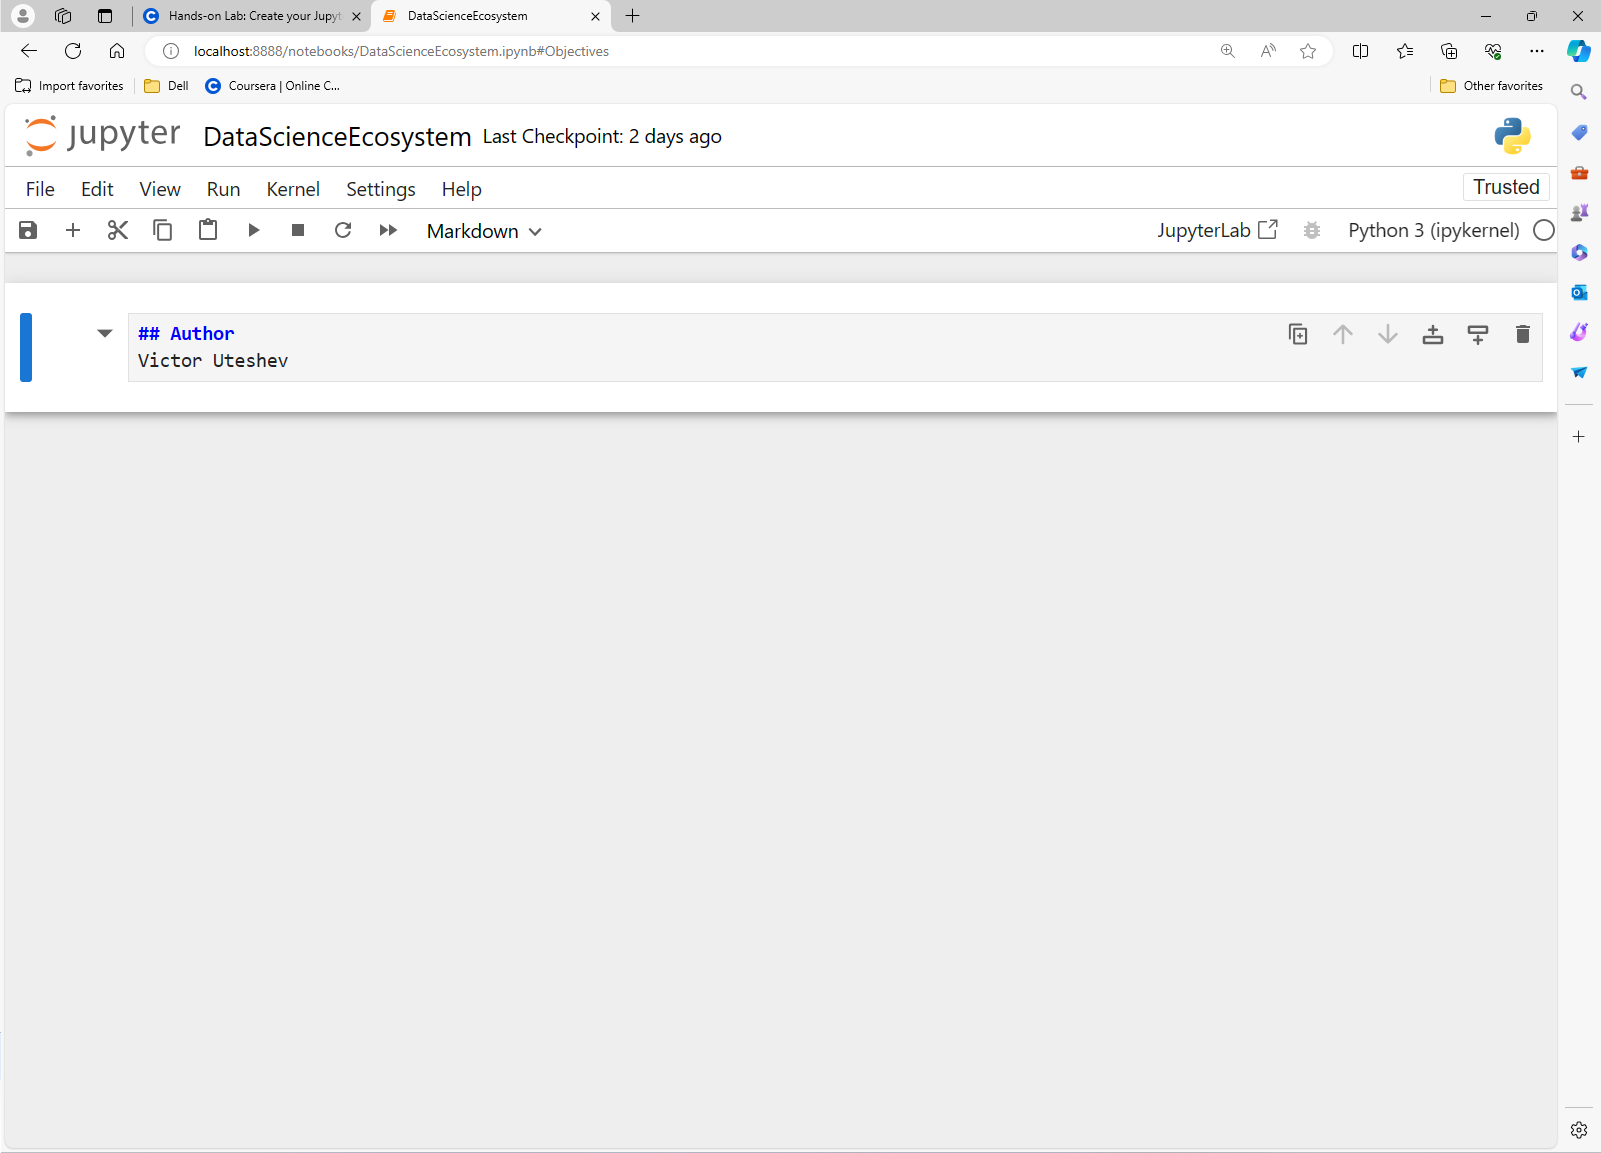 Hands-on Lab: Create your Jupyt
DataScienceEcosystem
localhost:8888/notebooks/DataScienceEcosystem.ipynb#Objectives
Import favorites
Dell
Coursera | Online C...
Other favorites
jupyter DataScienceEcosystem Last Checkpoint: 2 days ago
File Edit View Run Kernel Settings Help
Trusted
Markdown
JupyterLab
Python 3 (ipykernel)
## Author
Victor Uteshev